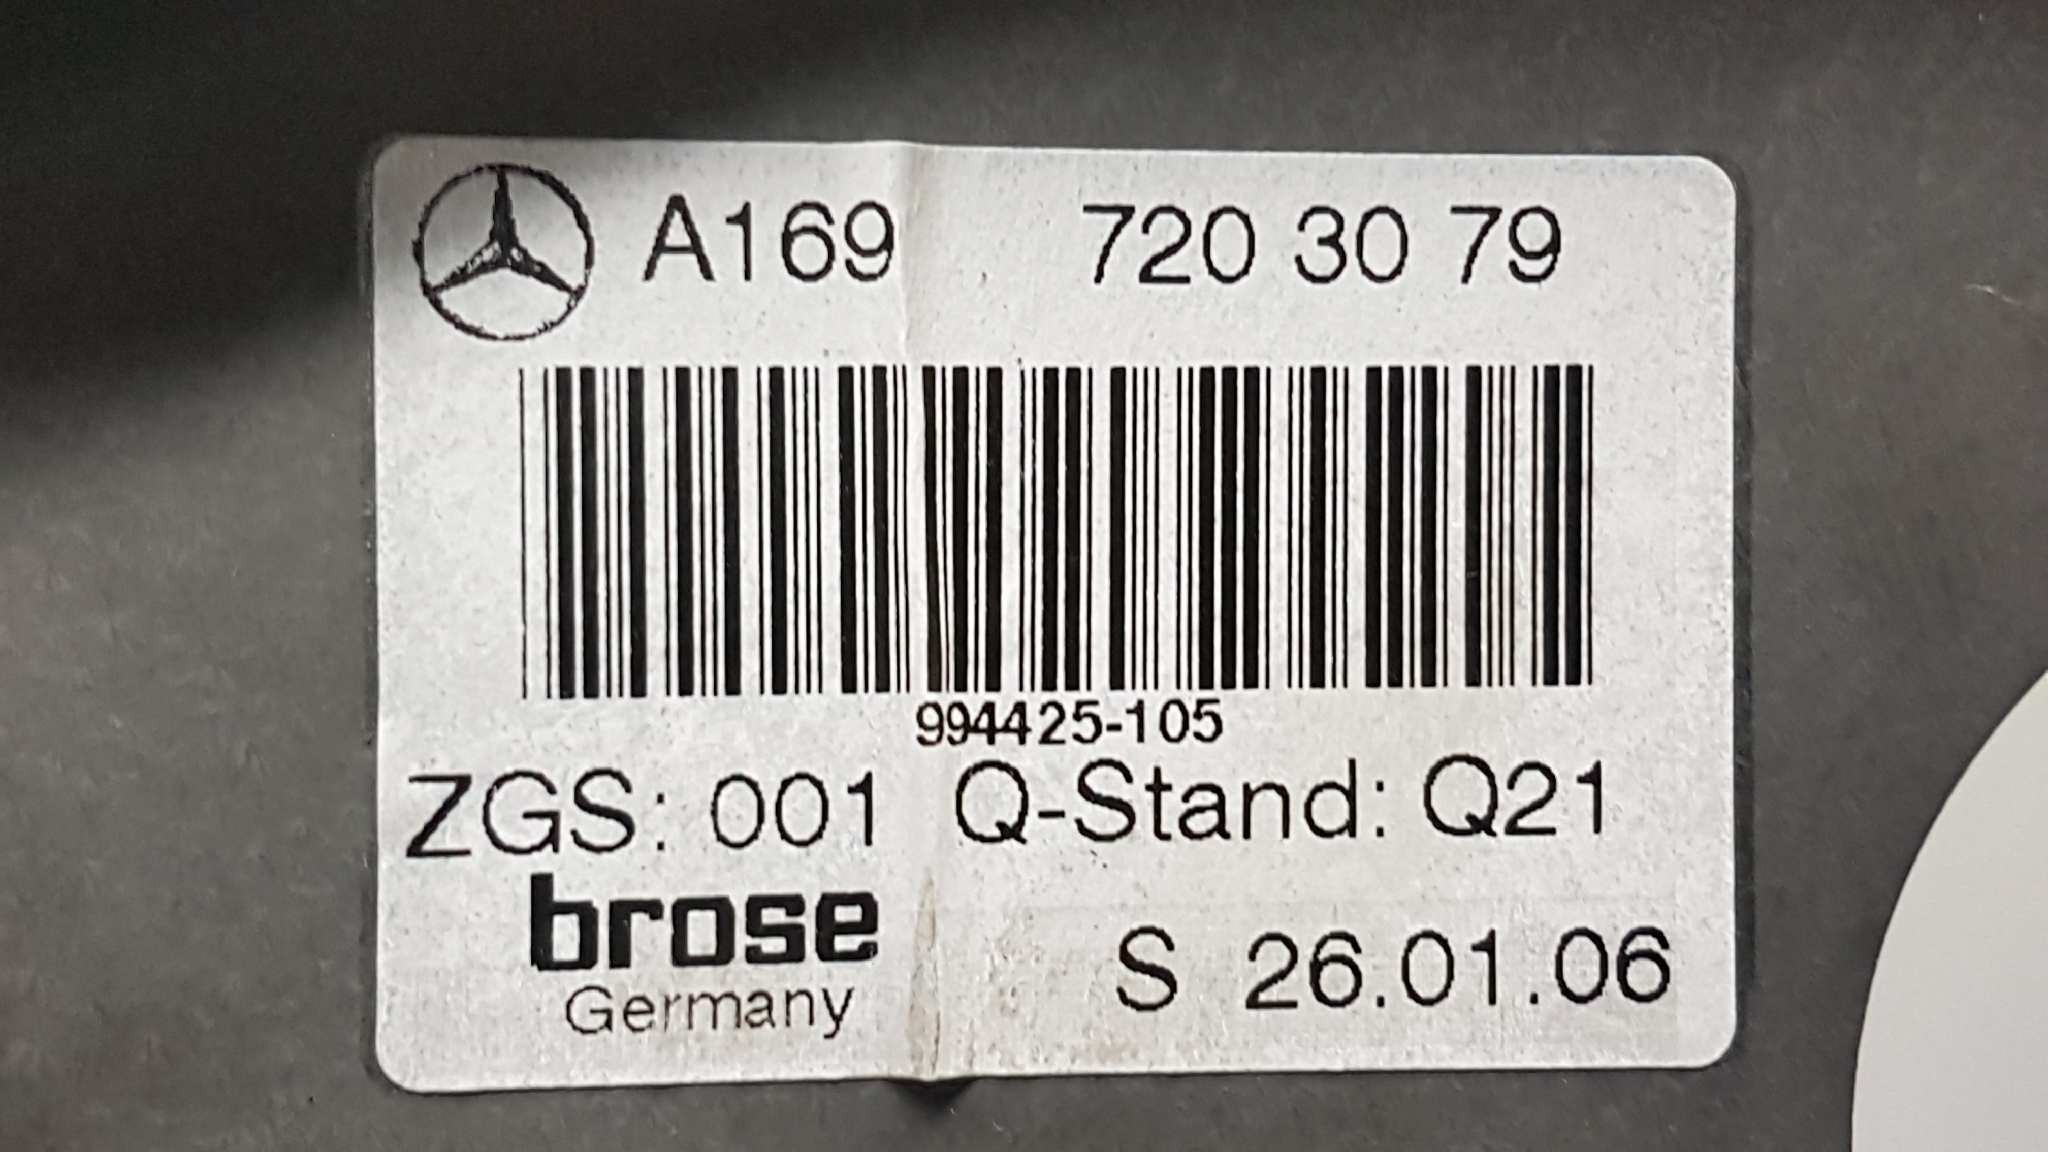 A169 720 30 79
994425-105
ZGS: 001 Q-Stand: Q21
brose
Germany
S 26.01.06